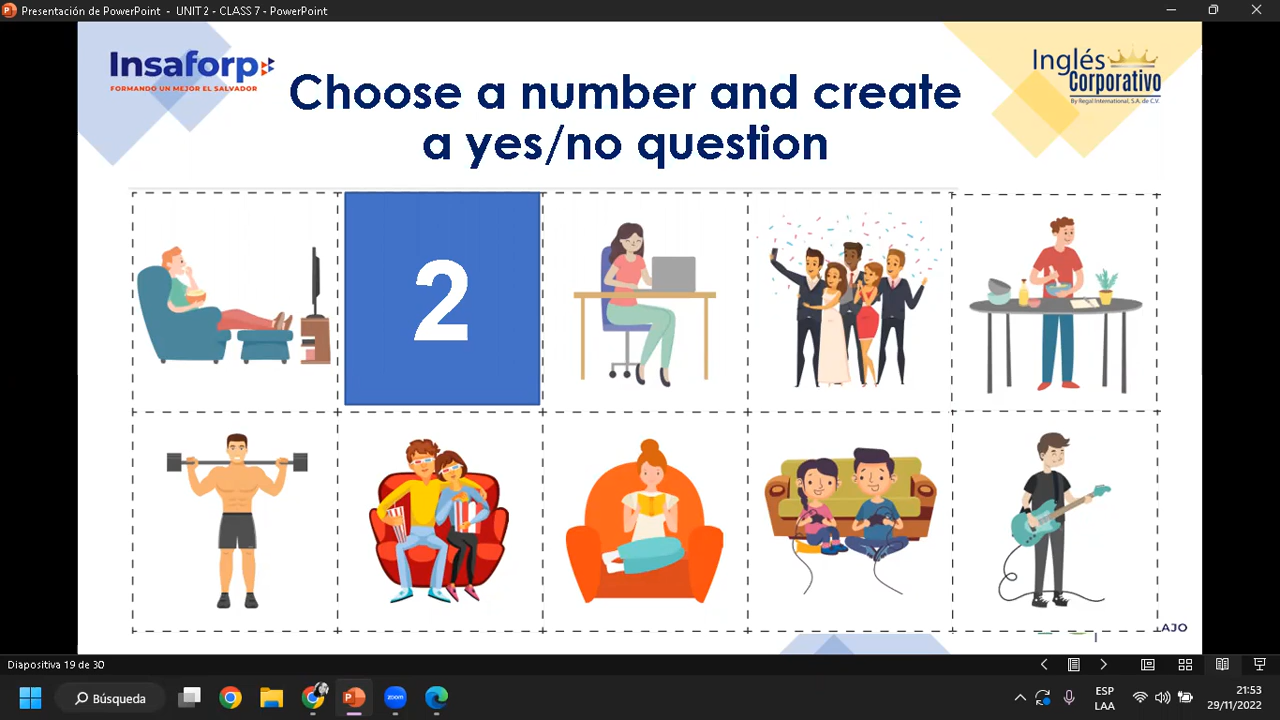 Presentación de PowerPoint - UNIT 2 - CLASS 7 - PowerPoint
Insaforp
FORMANDO UN MEJOR EL SALVADOR
Inglés
Corporativo
By Regal International, S.A. de C.V.
Choose a number and create
a yes/no question
2
AJO
Diapositiva 19 de 30
Búsqueda
zoom
ESP
LAA
21:53
29/11/2022